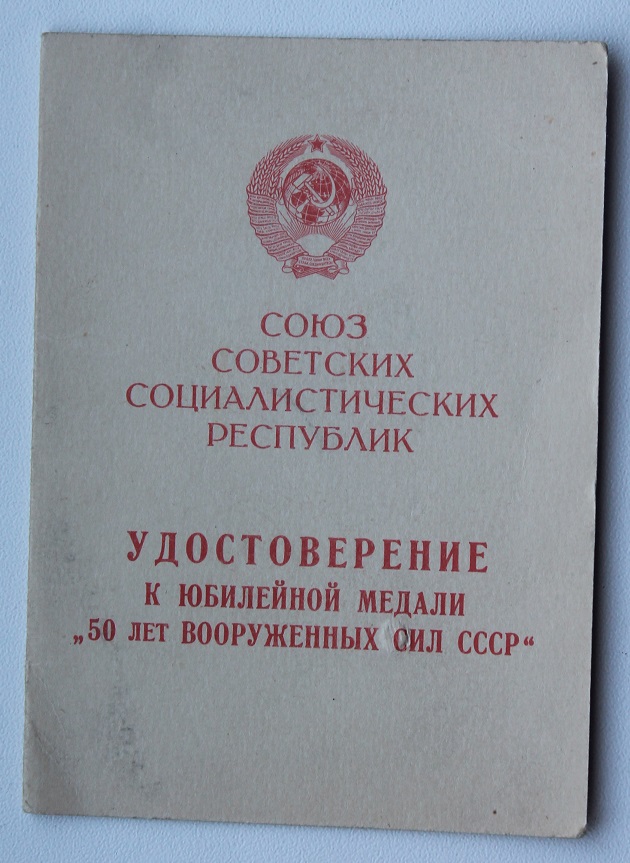 СОЮЗ
СОВЕТСКИХ
СОЦИАЛИСТИЧЕСКИХ
РЕСПУБЛИК
УДОСТОВЕРЕНИЕ
К ЮБИЛЕЙНОЙ МЕДАЛИ
„50 ЛЕТ ВООРУЖЕННЫХ СИЛ СССР“